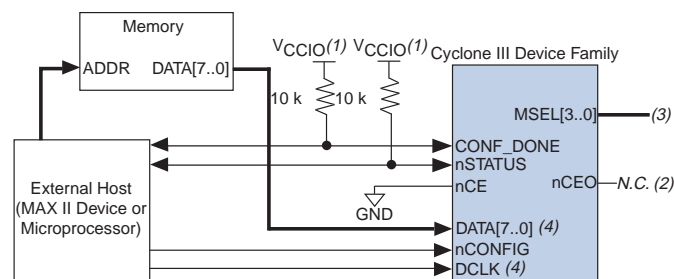 Memory
ADDR DATA[7..0]
VCCIO(1) VCCIO(1)
Cyclone III Device Family
10 k 10 k
MSEL[3..0] (3)
CONF_DONE
nSTATUS
nCE
nCEO N.C. (2)
GND
External Host
(MAX II Device or
Microprocessor)
DATA[7..0] (4)
nCONFIG
DCLK (4)